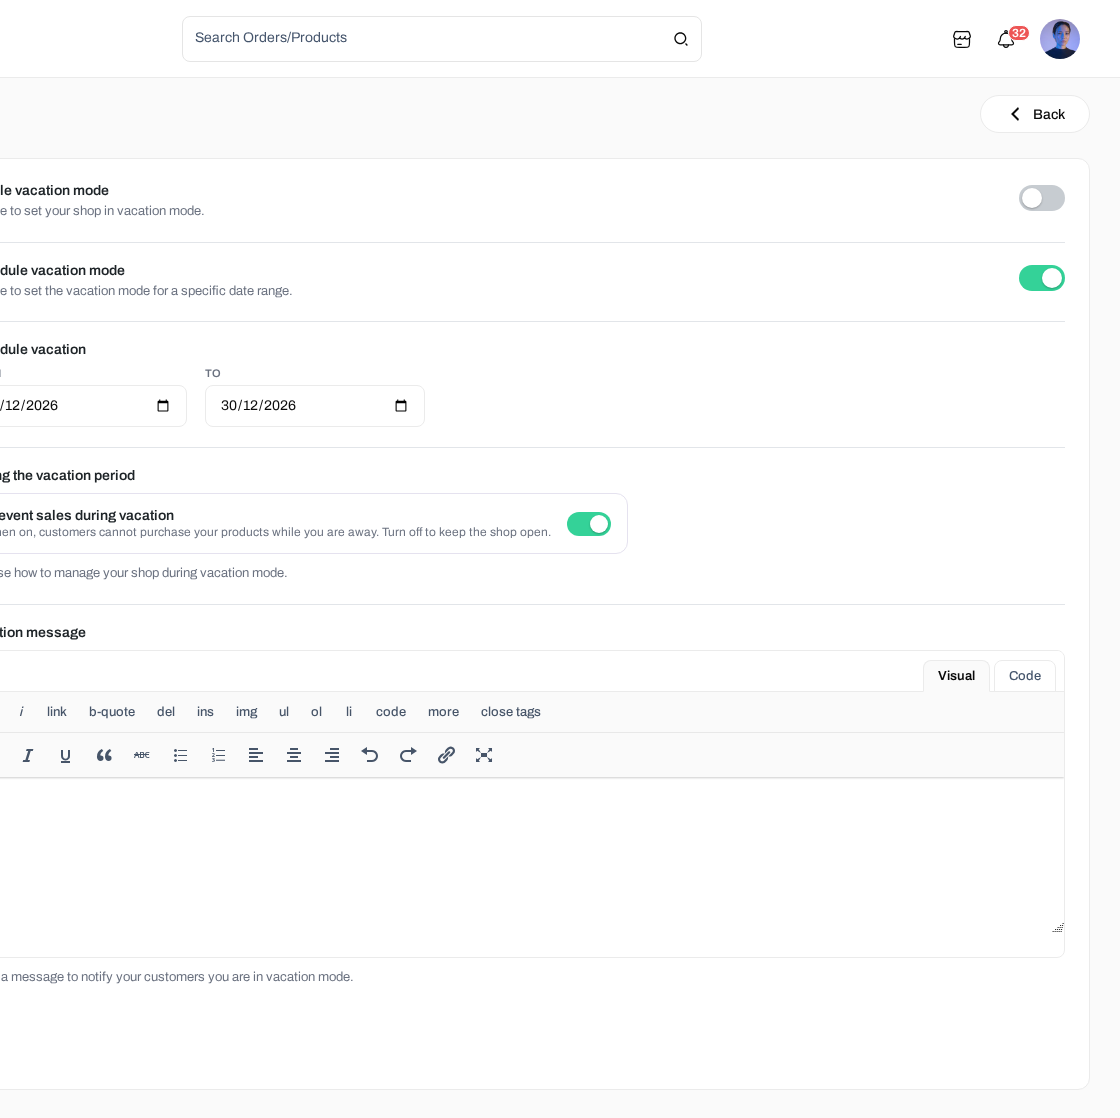 Search Orders/Products
32
Back
le vacation mode
e to set your shop in vacation mode.
dule vacation mode
e to set the vacation mode for a specific date range.
dule vacation
TO
/12/2026
30/12/2026
ng the vacation period
event sales during vacation
en on, customers cannot purchase your products while you are away. Turn off to keep the shop open.
se how to manage your shop during vacation mode.
tion message
Visual
Code
i
link
b-quote
del
ins
img
ul
ol
li
code
more
close tags
ABC
a message to notify your customers you are in vacation mode.